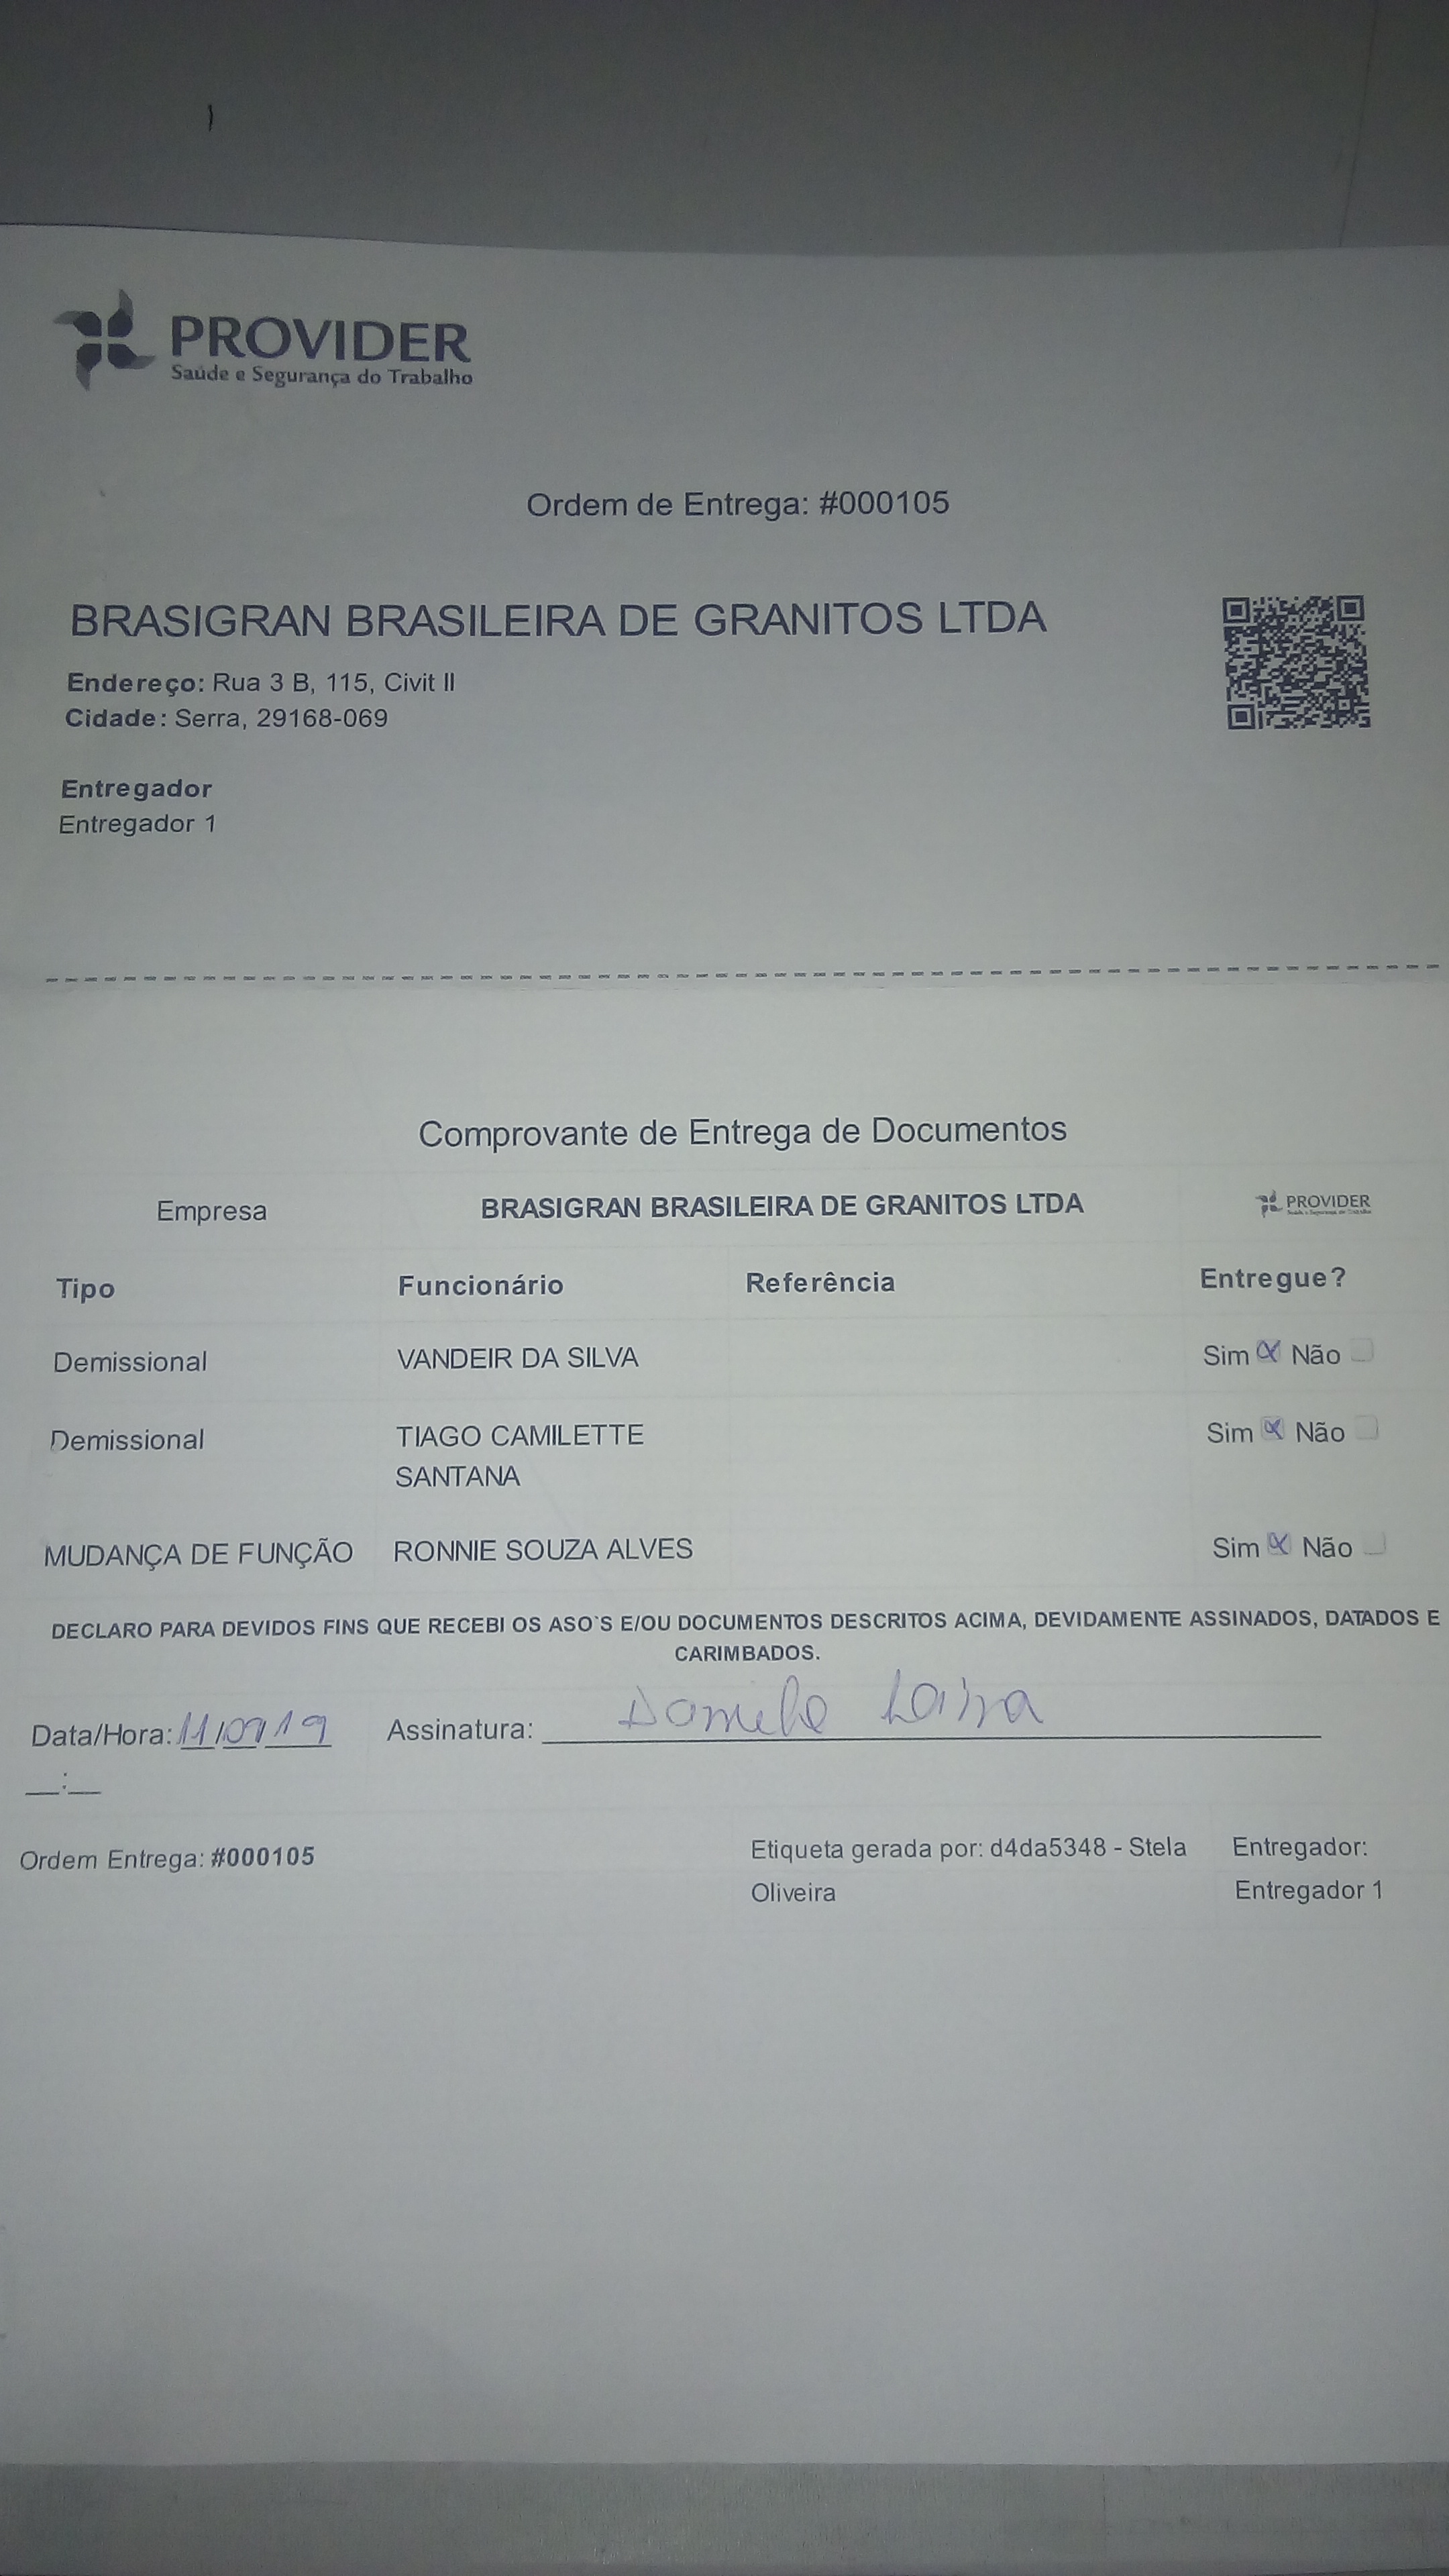 PROVIDER
Saúde e Segurança do Trabalho
Ordem de Entrega: #000105
BRASIGRAN BRASILEIRA DE GRANITOS LTDA
Endereço: Rua 3 B, 115, Civit II
Cidade: Serra, 29168-069
Entregador
Entregador 1
Comprovante de Entrega de Documentos
Empresa BRASIGRAN BRASILEIRA DE GRANITOS LTDA PROVIDER
Saúde e Segurança do Trabalho
Tipo Funcionário Referência Entregue?
Demissional VANDEIR DA SILVA Sim Não
Demissional TIAGO CAMILETTE Sim Não
SANTANA
MUDANÇA DE FUNÇÃO RONNIE SOUZA ALVES Sim Não
DECLARO PARA DEVIDOS FINS QUE RECEBI OS ASO`S E/OU DOCUMENTOS DESCRITOS ACIMA, DEVIDAMENTE ASSINADOS, DATADOS E
CARIMBADOS.
Data/Hora: 11/09/19 Assinatura:
__:__
Ordem Entrega: #000105 Etiqueta gerada por: d4da5348 - Stela Entregador:
Oliveira Entregador 1